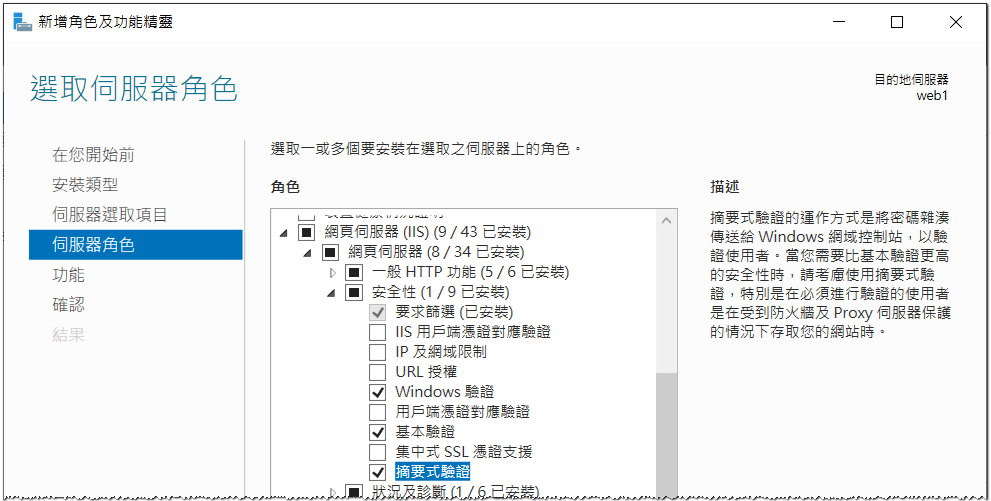 新增角色及功能精靈
選取伺服器角色
目的地伺服器
web1
在您開始前
安裝類型
伺服器選取項目
伺服器角色
功能
確認
結果
選取一或多個要安裝在選取之伺服器上的角色。
角色
網頁伺服器 (IIS) (9 / 43 已安裝)
網頁伺服器 (8 / 34 已安裝)
一般 HTTP 功能 (5 / 6 已安裝)
安全性 (1 / 9 已安裝)
要求篩選 (已安裝)
IIS 用戶端憑證對應驗證
IP 及網域限制
URL 授權
Windows 驗證
用戶端憑證對應驗證
基本驗證
集中式 SSL 憑證支援
摘要式驗證
狀況及診斷 (1 / 6 已安裝)
描述
摘要式驗證的運作方式是將密碼雜湊
傳送給 Windows 網域控制站，以驗
證使用者。當您需要比基本驗證更高
的安全性時，請考慮使用摘要式驗
證，特別是在必須進行驗證的使用者
是在受到防火牆及 Proxy 伺服器保護
的情況下存取您的網站時。